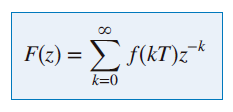 F(z) = ∑_{k=0}^{∞} f(kT)z^{−k}